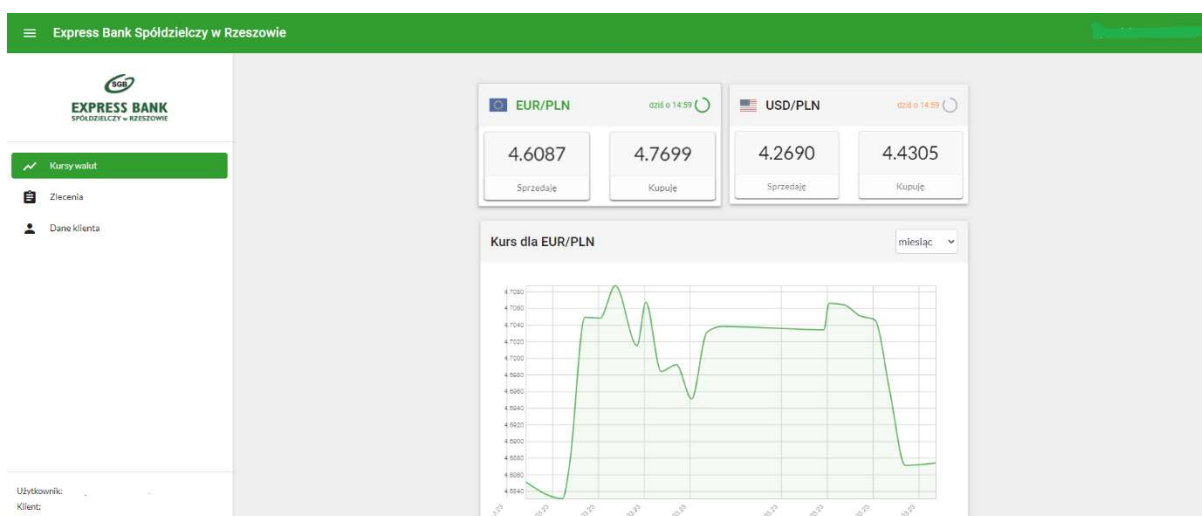 Express Bank Spółdzielczy w Rzeszowie
SGB
EXPRESS BANK
SPÓŁDZIELCZY w RZESZOWIE
Kursy walut
Zlecenia
Dane klienta
Użytkownik:
Klient:
EUR/PLN
dziś o 14:59
4.6087
4.7699
Sprzedaję
Kupuję
USD/PLN
dziś o 14:59
4.2690
4.4305
Sprzedaję
Kupuję
Kurs dla EUR/PLN
miesiąc
4.7080
4.7060
4.7040
4.7020
4.7000
4.6980
4.6960
4.6940
4.6920
4.6900
4.6880
4.6860
4.6840